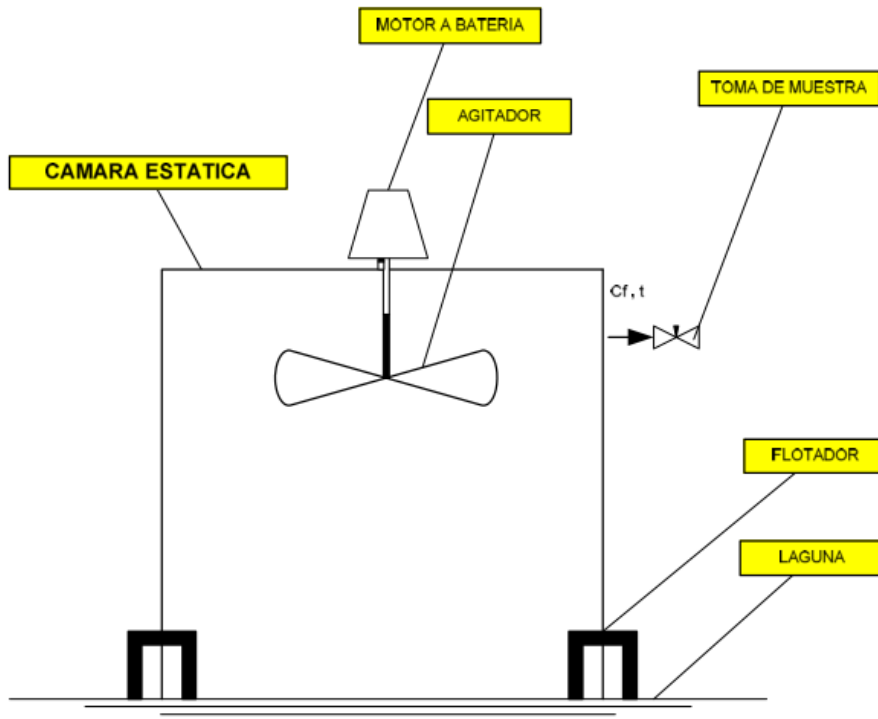 MOTOR A BATERIA
TOMA DE MUESTRA
AGITADOR
CAMARA ESTATICA
Cf, t
FLOTADOR
LAGUNA